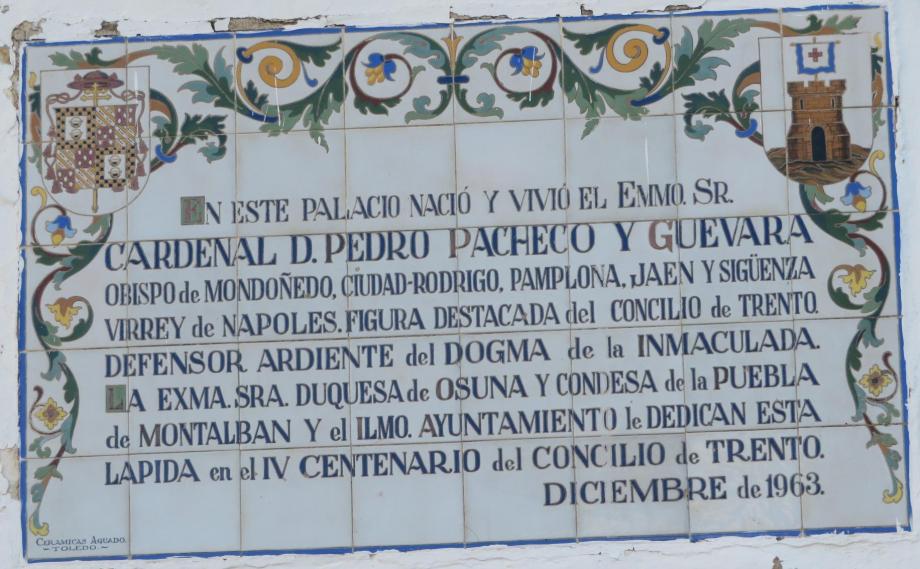 EN ESTE PALACIO NACIÓ Y VIVIÓ EL EMMO. SR.
CARDENAL D. PEDRO PACHECO Y GUEVARA
OBISPO de MONDOÑEDO, CIUDAD-RODRIGO, PAMPLONA, JAEN Y SIGÜENZA
VIRREY de NAPOLES. FIGURA DESTACADA del CONCILIO de TRENTO.
DEFENSOR ARDIENTE del DOGMA de la INMACULADA.
LA EXMA. SRA. DUQUESA de OSUNA Y CONDESA de la PUEBLA
de MONTALBAN Y el ILMO. AYUNTAMIENTO le DEDICAN ESTA
LAPIDA en el IV CENTENARIO del CONCILIO de TRENTO.
DICIEMBRE de 1963.
CERAMICAS AGUADO.
~TOLEDO.~